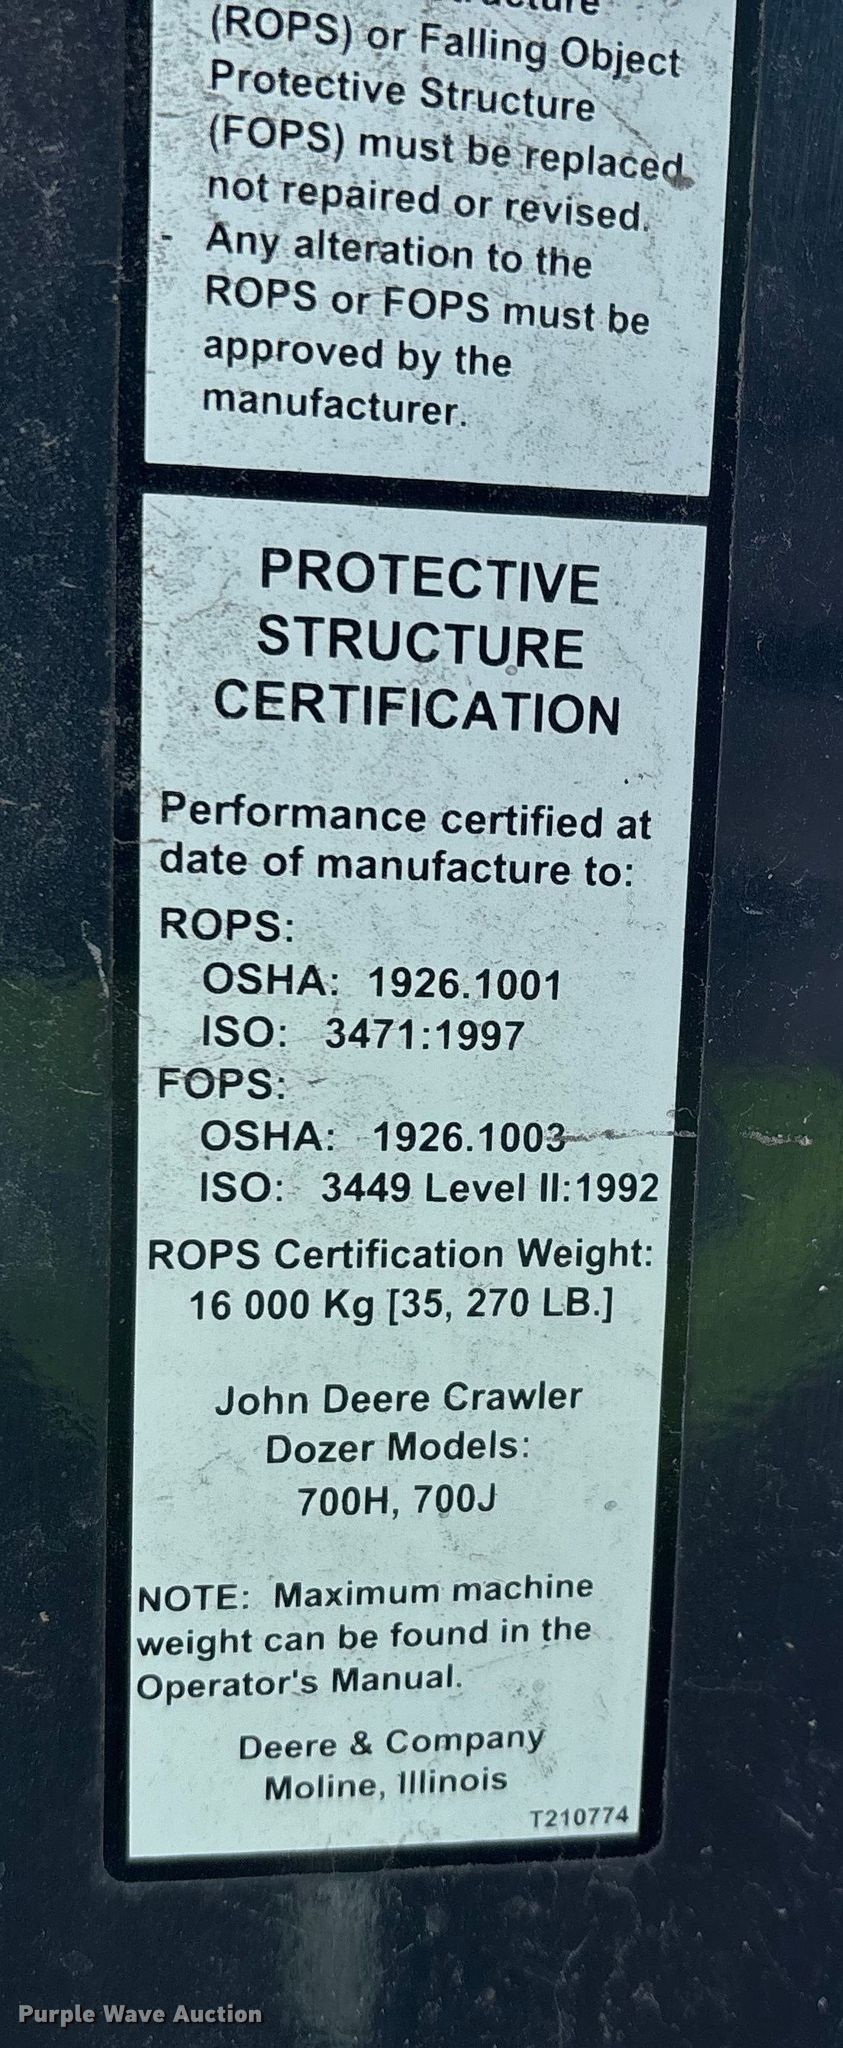 (ROPS) or Falling Object
Protective Structure
(FOPS) must be replaced,
not repaired or revised.
- Any alteration to the
ROPS or FOPS must be
approved by the
manufacturer.
PROTECTIVE
STRUCTURE
CERTIFICATION
Performance certified at
date of manufacture to:
ROPS:
OSHA: 1926.1001
ISO: 3471:1997
FOPS:
OSHA: 1926.1003
ISO: 3449 Level II:1992
ROPS Certification Weight:
16 000 Kg [35, 270 LB.]
John Deere Crawler
Dozer Models:
700H, 700J
NOTE: Maximum machine
weight can be found in the
Operator's Manual.
Deere & Company
Moline, Illinois
T210774
Purple Wave Auction